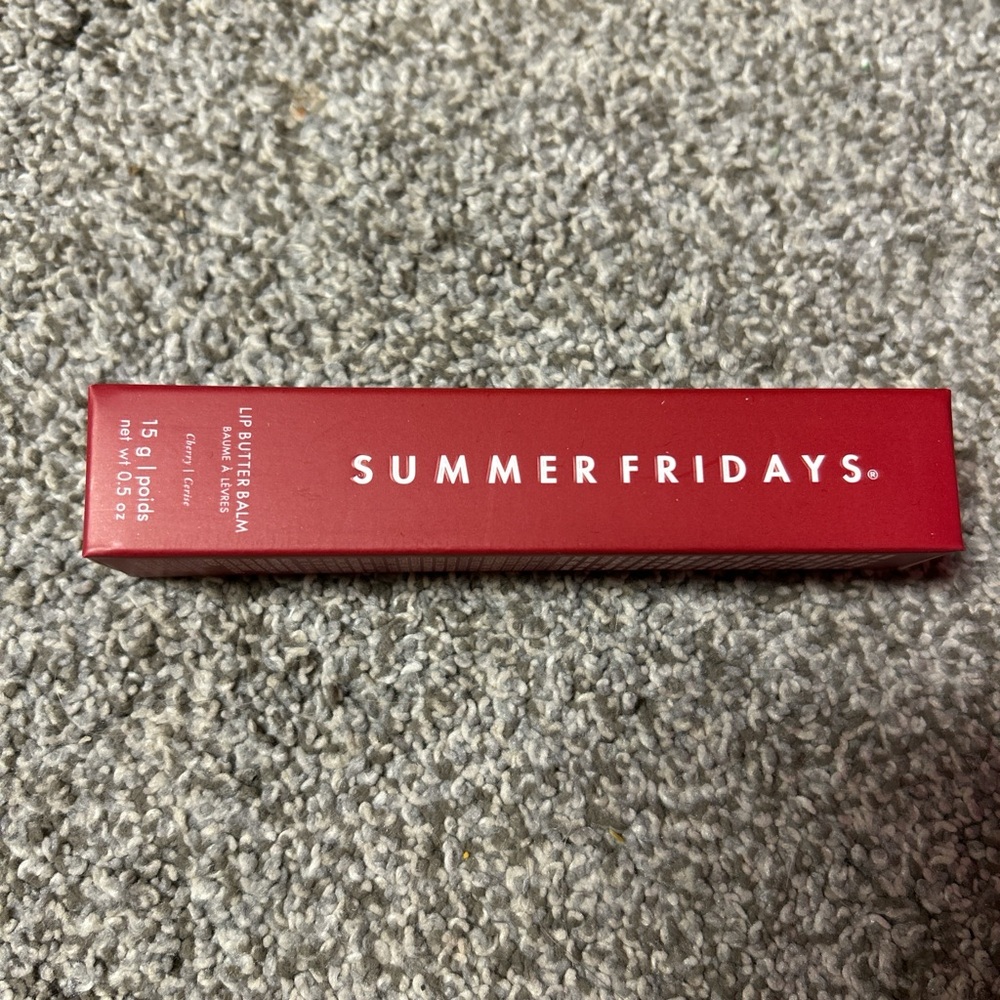 SUMMER FRIDAYS®
LIP BUTTER BALM
BAUME À LÈVRES
Cherry | Cerise
15 g | poids
net wt 0.5 oz